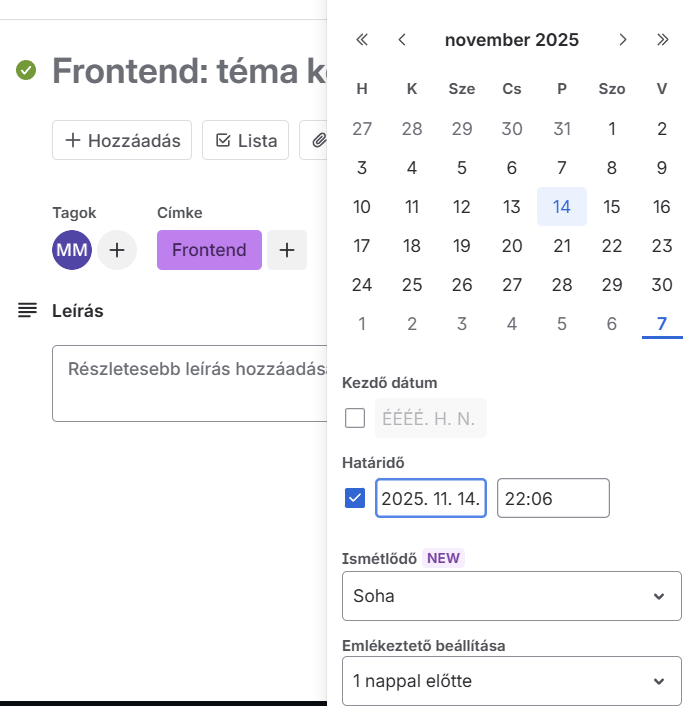 november 2025
H K Sze Cs P Szo V
27 28 29 30 31 1 2
3 4 5 6 7 8 9
10 11 12 13 14 15 16
17 18 19 20 21 22 23
24 25 26 27 28 29 30
1 2 3 4 5 6 7
Kezdő dátum
ÉÉÉÉ. H. N.
Határidő
2025. 11. 14. 22:06
Ismétlődő NEW
Soha
Emlékeztető beállítása
1 nappal előtte
Frontend: téma k
Hozzáadás Lista
Tagok Címke
MM Frontend
Leírás
Részletesebb leírás hozzáadás